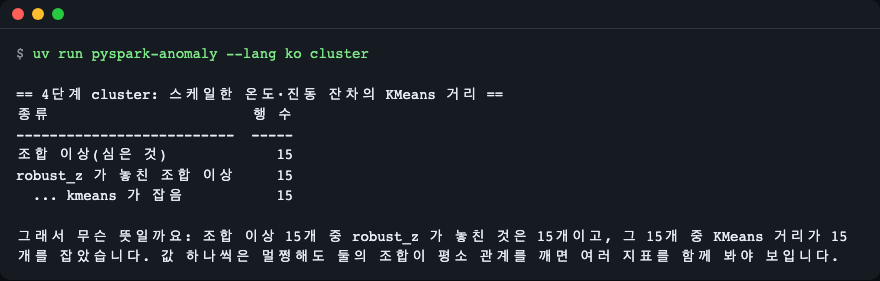 $ uv run pyspark-anomaly --lang ko cluster
== 4단계 cluster: 스케일한 온도·진동 잔차의 KMeans 거리 ==
종류                          행 수
--------------------------  -----
조합 이상(심은 것)             15
robust_z 가 놓친 조합 이상     15
  ... kmeans 가 잡음           15
그래서 무슨 뜻일까요: 조합 이상 15개 중 robust_z 가 놓친 것은 15개이고, 그 15개 중 KMeans 거리가 15
개를 잡았습니다. 값 하나씩은 멀쩡해도 둘의 조합이 평소 관계를 깨면 여러 지표를 함께 봐야 보입니다.